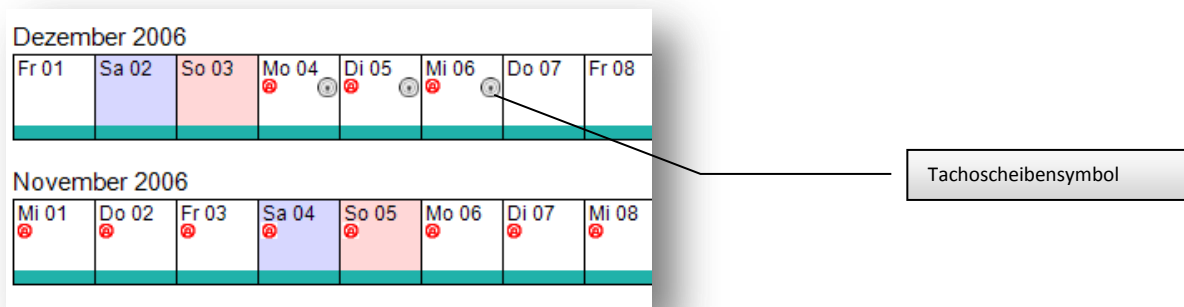 Dezember 2006
Fr 01 Sa 02 So 03 Mo 04 Di 05 Mi 06 Do 07 Fr 08
Tachoscheibensymbol
November 2006
Mi 01 Do 02 Fr 03 Sa 04 So 05 Mo 06 Di 07 Mi 08